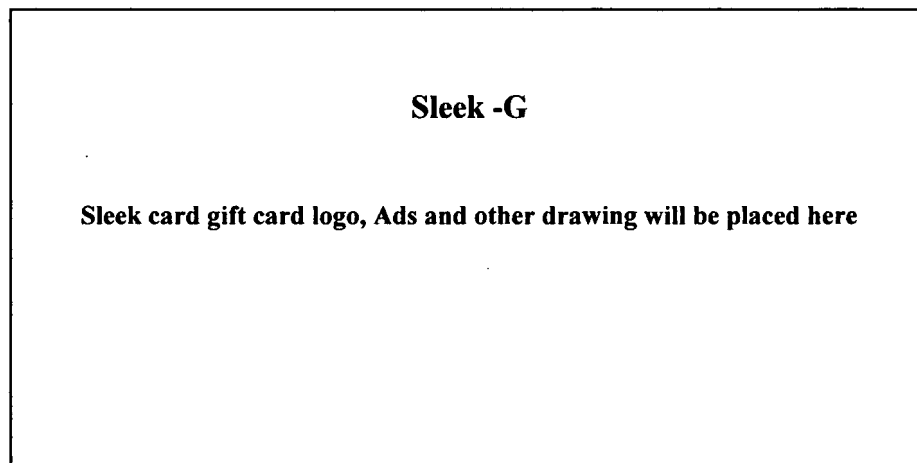 Sleek -G
Sleek card gift card logo, Ads and other drawing will be placed here